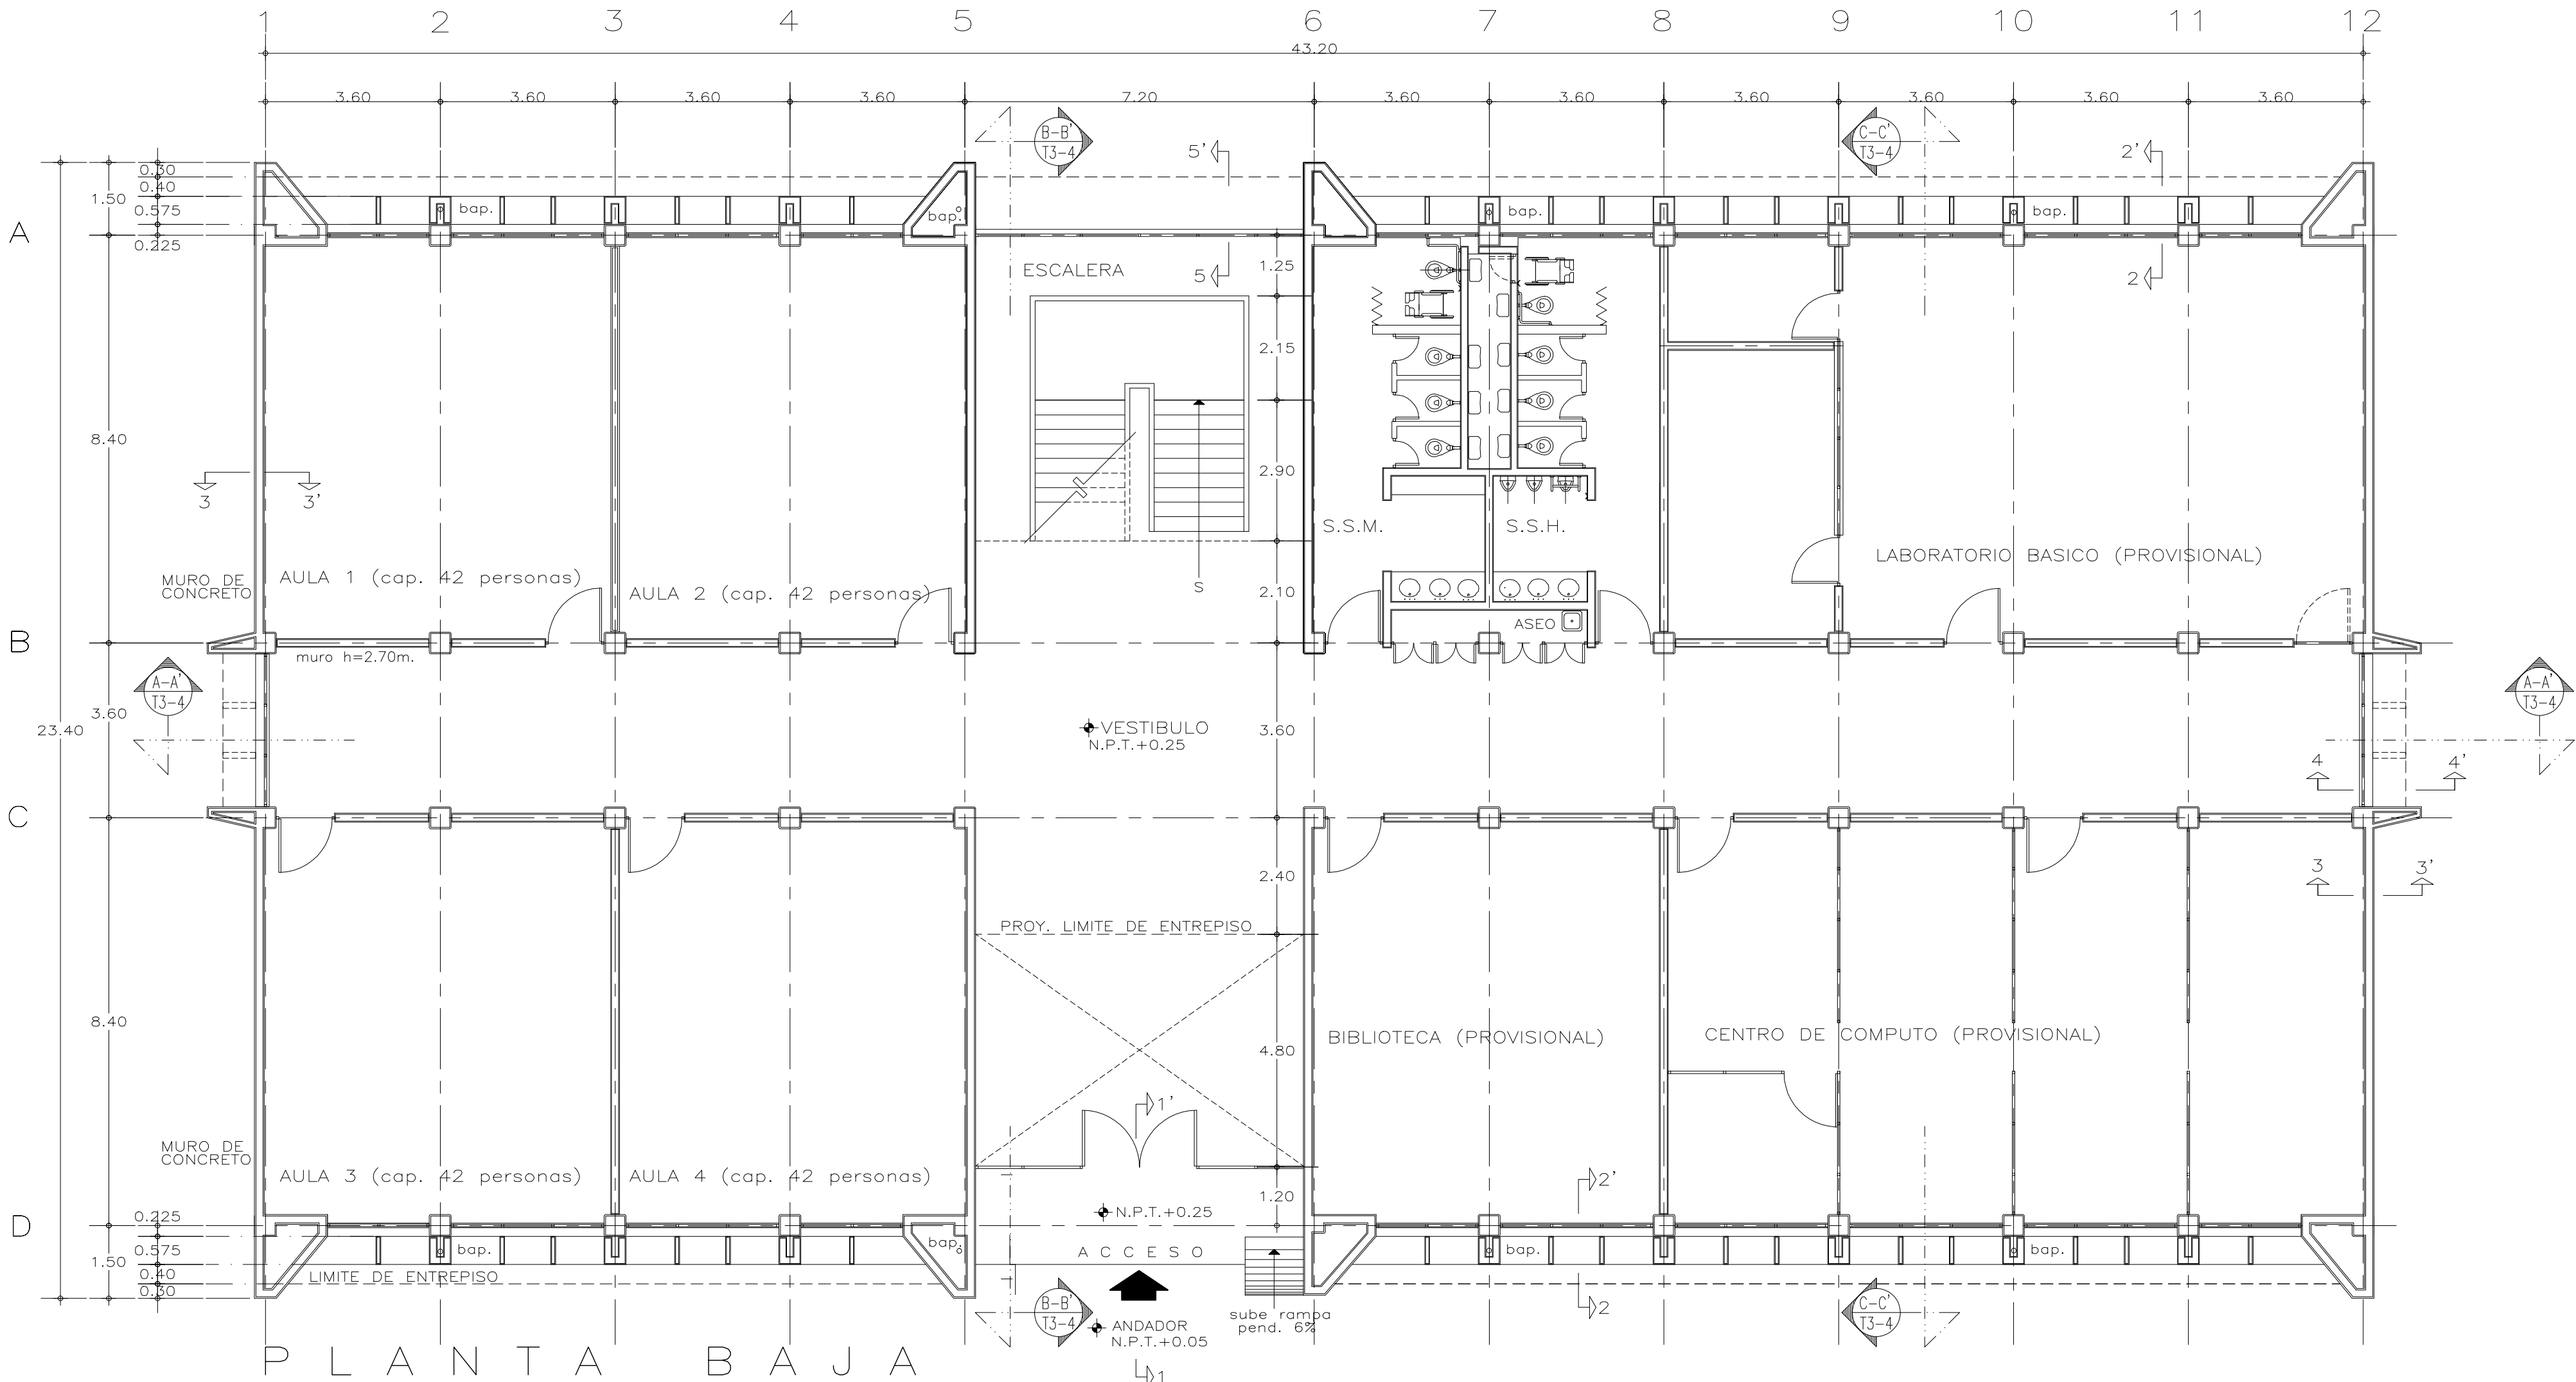 1 2 3 4 5 6 7 8 9 10 11 12
43.20
3.60 3.60 3.60 3.60 7.20 3.60 3.60 3.60 3.60 3.60 3.60
B-B'
T3-4
C-C'
T3-4
5'
2'
0.30
0.40
1.50
0.575
0.225
A
bap. bap. bap. bap.
ESCALERA
5
2
1.25
2.15
8.40
2.90
3 3'
S.S.M. S.S.H.
LABORATORIO BASICO (PROVISIONAL)
MURO DE
CONCRETO
AULA 1 (cap. 42 personas)
AULA 2 (cap. 42 personas)
S
2.10
ASEO
B
muro h=2.70m.
A-A'
T3-4
A-A'
T3-4
23.40
3.60
VESTIBULO
N.P.T.+0.25
3.60
4 4'
C
2.40
3 3'
PROY. LIMITE DE ENTREPISO
8.40
BIBLIOTECA (PROVISIONAL)
CENTRO DE COMPUTO (PROVISIONAL)
4.80
1'
MURO DE
CONCRETO
AULA 3 (cap. 42 personas)
AULA 4 (cap. 42 personas)
2'
1.20
N.P.T.+0.25
D
0.225
0.575
1.50
0.40
0.30
bap. bap. bap. bap.
ACCESO
LIMITE DE ENTREPISO
B-B'
T3-4
C-C'
T3-4
2
sube rampa
pend. 6%
ANDADOR
N.P.T.+0.05
1
PLANTA BAJA